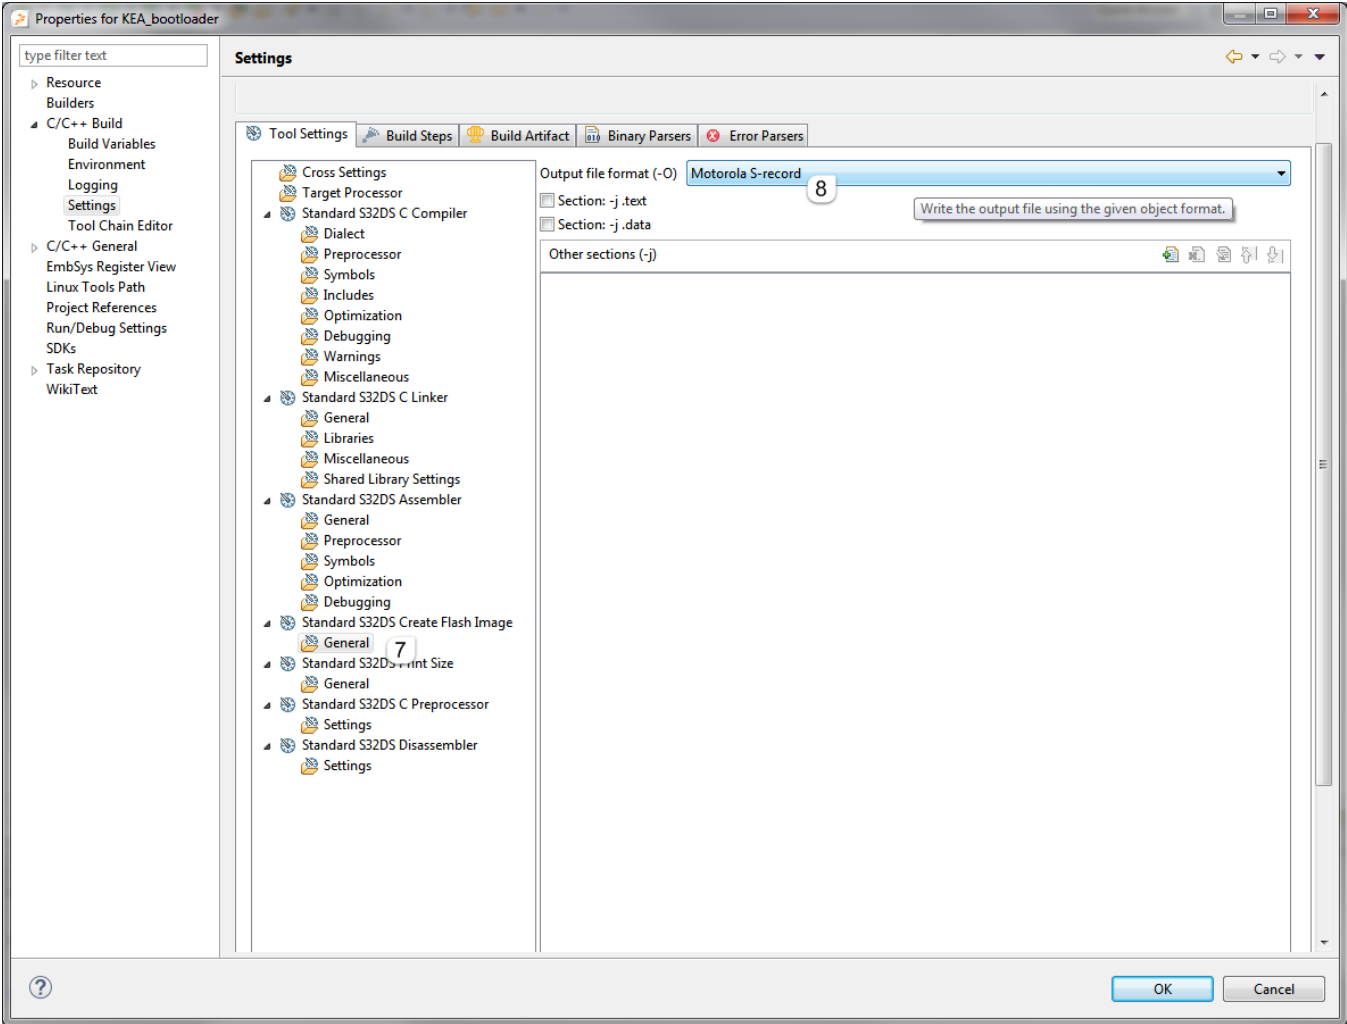 Properties for KEA_bootloader
type filter text
Resource
Builders
C/C++ Build
Build Variables
Environment
Logging
Settings
Tool Chain Editor
C/C++ General
EmbSys Register View
Linux Tools Path
Project References
Run/Debug Settings
SDKs
Task Repository
WikiText
Settings
Tool Settings
Build Steps
Build Artifact
Binary Parsers
Error Parsers
Cross Settings
Target Processor
Standard S32DS C Compiler
Dialect
Preprocessor
Symbols
Includes
Optimization
Debugging
Warnings
Miscellaneous
Standard S32DS C Linker
General
Libraries
Miscellaneous
Shared Library Settings
Standard S32DS Assembler
General
Preprocessor
Symbols
Optimization
Debugging
Standard S32DS Create Flash Image
General
7
Standard S32DS Print Size
General
Standard S32DS C Preprocessor
Settings
Standard S32DS Disassembler
Settings
Output file format (-O)
Motorola S-record
8
Write the output file using the given object format.
Section: -j .text
Section: -j .data
Other sections (-j)
OK
Cancel